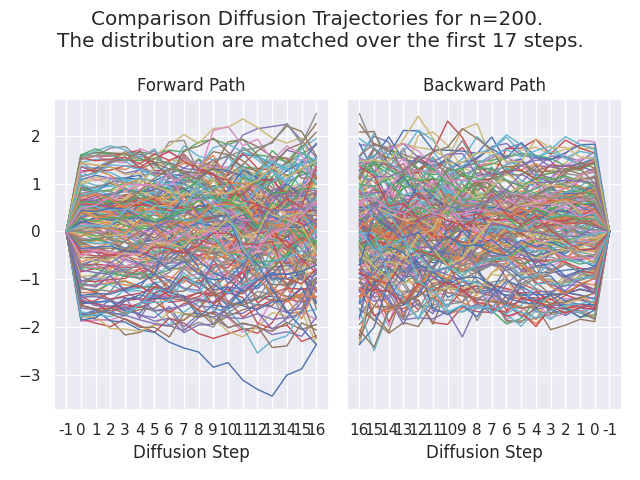 Comparison Diffusion Trajectories for n=200.
The distribution are matched over the first 17 steps.
Forward Path
Backward Path
2
1
0
−1
−2
−3
-1 0 1 2 3 4 5 6 7 8 9 10 11 12 13 14 15 16
16 15 14 13 12 11 10 9 8 7 6 5 4 3 2 1 0 -1
Diffusion Step
Diffusion Step